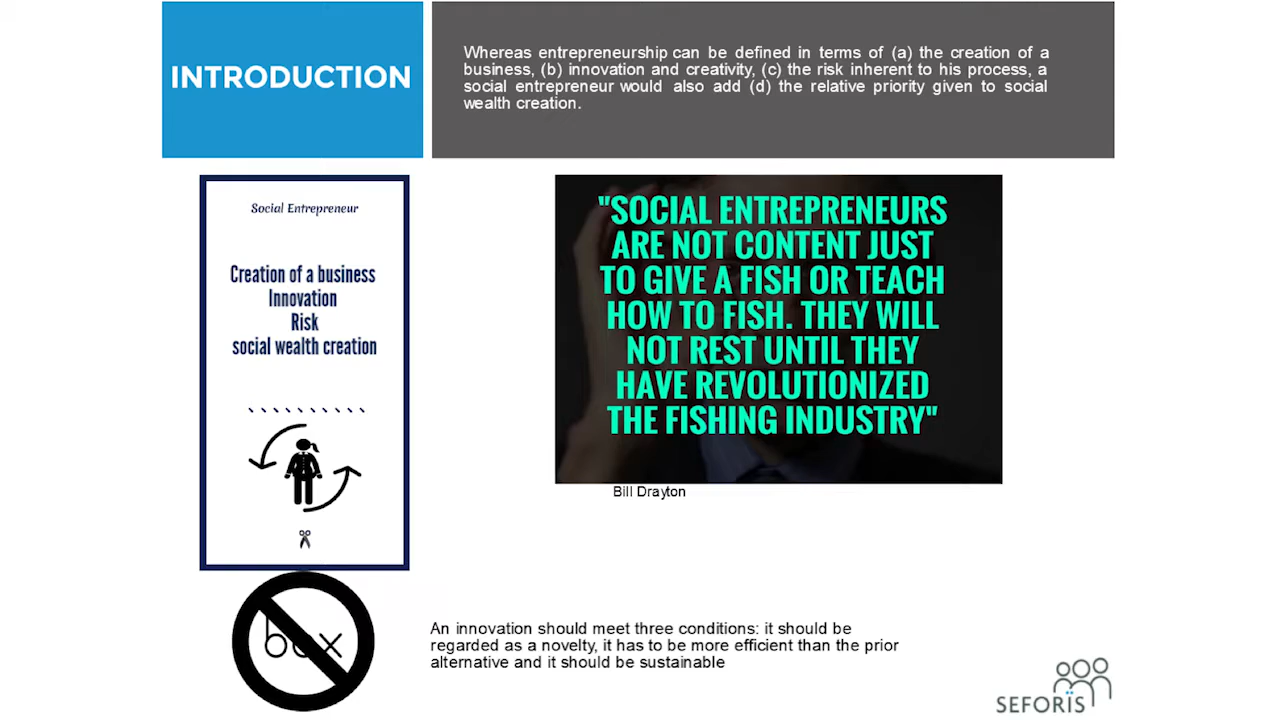 INTRODUCTION
Whereas entrepreneurship can be defined in terms of (a) the creation of a
business, (b) innovation and creativity, (c) the risk inherent to his process, a
social entrepreneur would also add (d) the relative priority given to social
wealth creation.
Social Entrepreneur
Creation of a business
Innovation
Risk
social wealth creation
"SOCIAL ENTREPRENEURS
ARE NOT CONTENT JUST
TO GIVE A FISH OR TEACH
HOW TO FISH. THEY WILL
NOT REST UNTIL THEY
HAVE REVOLUTIONIZED
THE FISHING INDUSTRY"
Bill Drayton
box
An innovation should meet three conditions: it should be
regarded as a novelty, it has to be more efficient than the prior
alternative and it should be sustainable
SEFORÏS